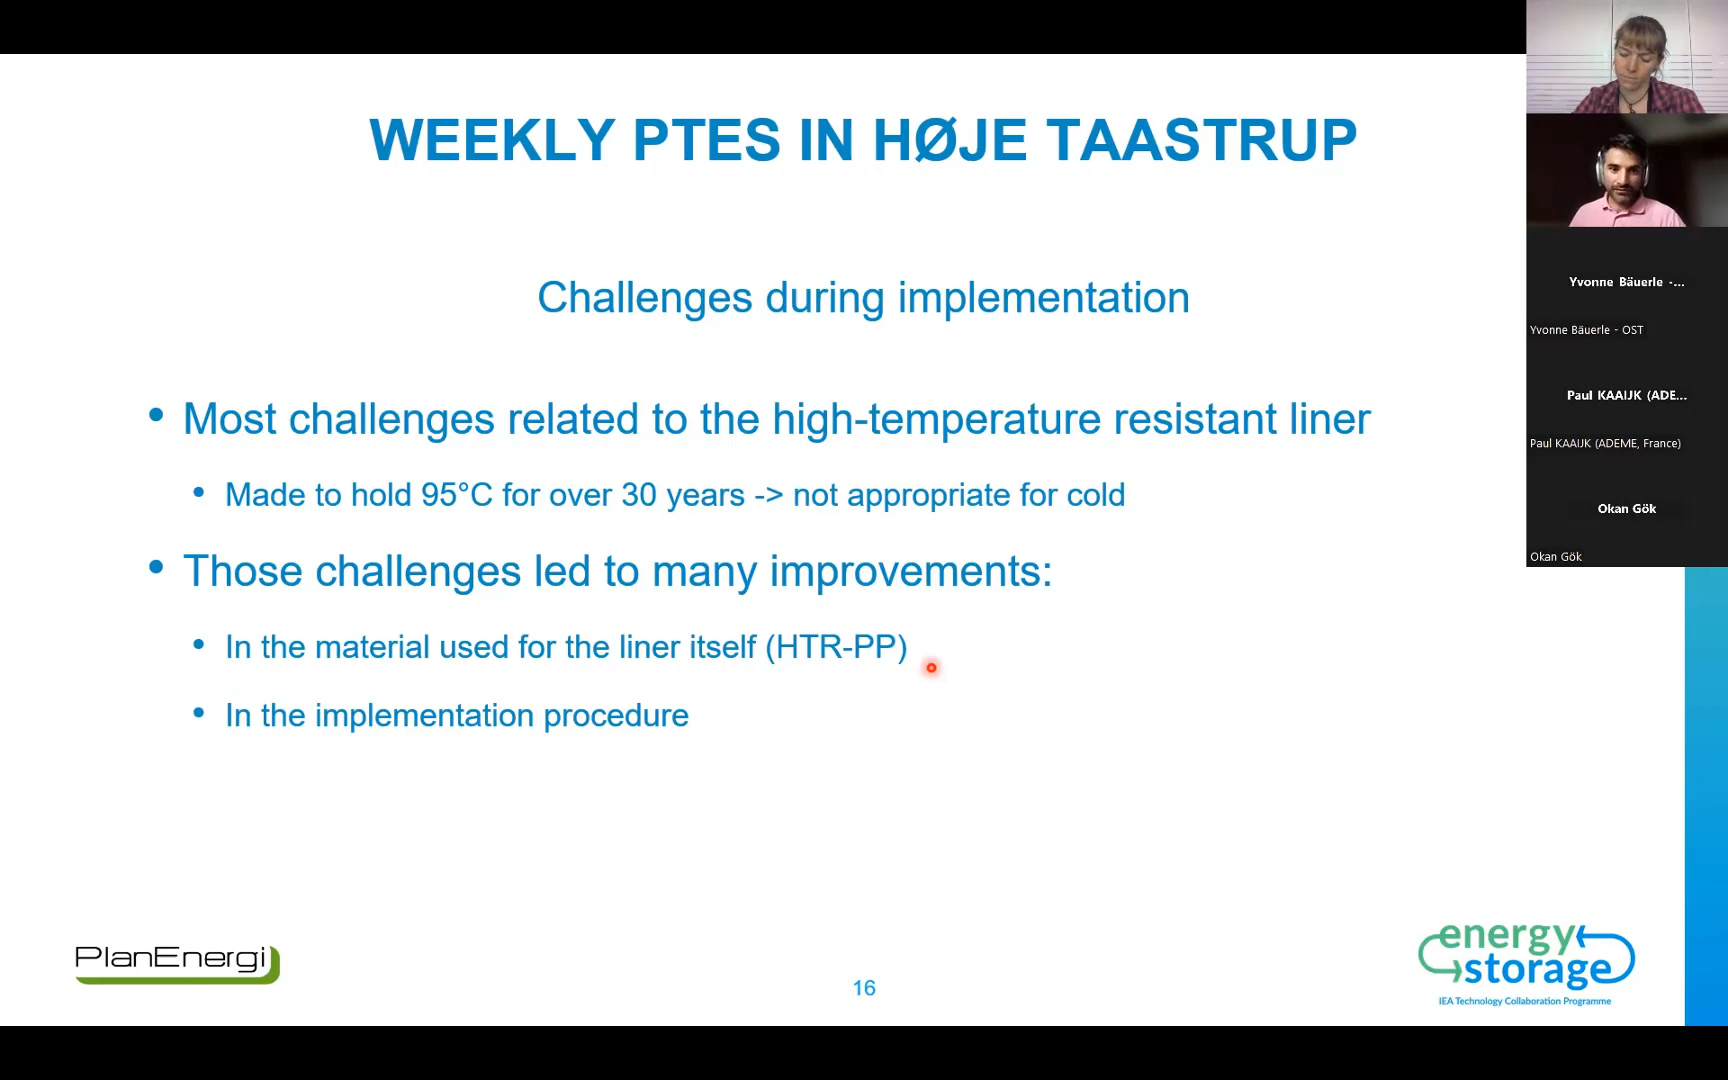 WEEKLY PTES IN HØJE TAASTRUP
Challenges during implementation
• Most challenges related to the high-temperature resistant liner
• Made to hold 95°C for over 30 years -> not appropriate for cold
• Those challenges led to many improvements:
• In the material used for the liner itself (HTR-PP)
• In the implementation procedure
PlanEnergi
16
energy
storage
IEA Technology Collaboration Programme
Yvonne Bäuerle -...
Yvonne Bäuerle - OST
Paul KAAIJK (ADE...
Paul KAAIJK (ADEME, France)
Okan Gök
Okan Gök